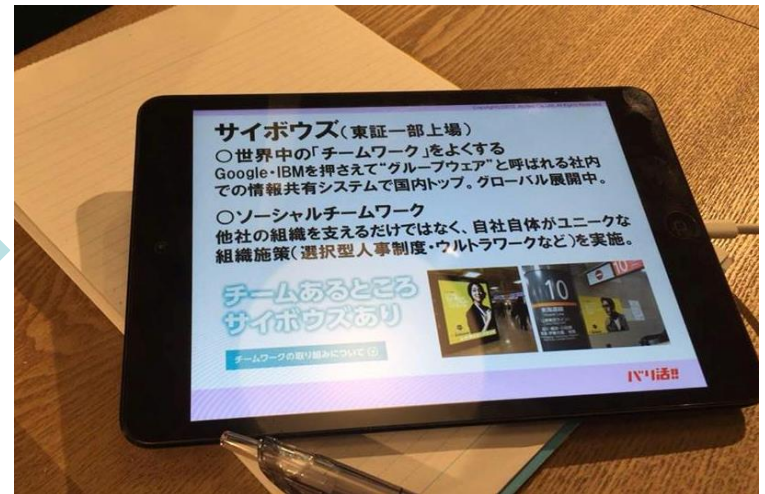 サイボウズ(東証一部上場)
○世界中の「チームワーク」をよくする
Google・IBMを押さえて“グループウェア”と呼ばれる社内
での情報共有システムで国内トップ。グローバル展開中。
○ソーシャルチームワーク
他社の組織を支えるだけではなく、自社自体がユニークな
組織施策(選択型人事制度・ウルトラワークなど)を実施。
チームあるところ
サイボウズあり
チームワークの取り組みについて
10
10
東海道線
バリ活!!